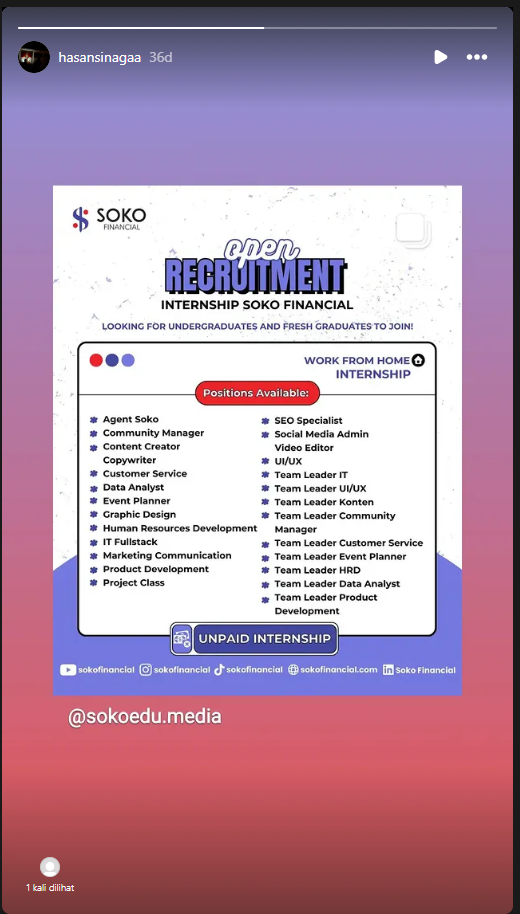 hasansinagaa 36d
SOKO
FINANCIAL
open
RECRUITMENT
INTERNSHIP SOKO FINANCIAL
LOOKING FOR UNDERGRADUATES AND FRESH GRADUATES TO JOIN!
WORK FROM HOME
INTERNSHIP
Positions Available:
Agent Soko
Community Manager
Content Creator
Copywriter
Customer Service
Data Analyst
Event Planner
Graphic Design
Human Resources Development
IT Fullstack
Marketing Communication
Product Development
Project Class
SEO Specialist
Social Media Admin
Video Editor
UI/UX
Team Leader IT
Team Leader UI/UX
Team Leader Konten
Team Leader Community
Manager
Team Leader Customer Service
Team Leader Event Planner
Team Leader HRD
Team Leader Data Analyst
Team Leader Product
Development
UNPAID INTERNSHIP
sokofinancial sokofinancial sokofinancial sokofinancial.com Soko Financial
@sokoedu.media
1 kali dilihat